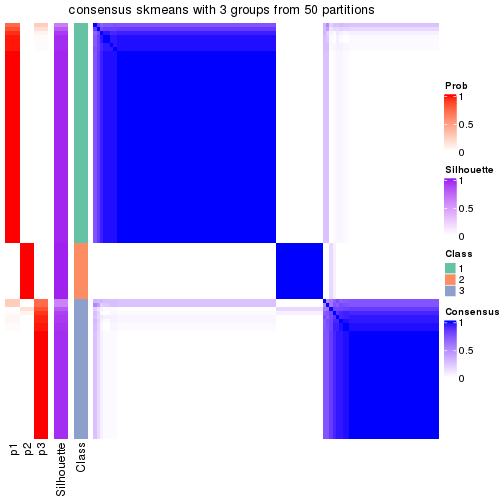 consensus skmeans with 3 groups from 50 partitions
Prob
1
0.5
0
Silhouette
1
0.5
0
Class
1
2
3
Consensus
1
0.5
0
p1
p2
p3
Silhouette
Class